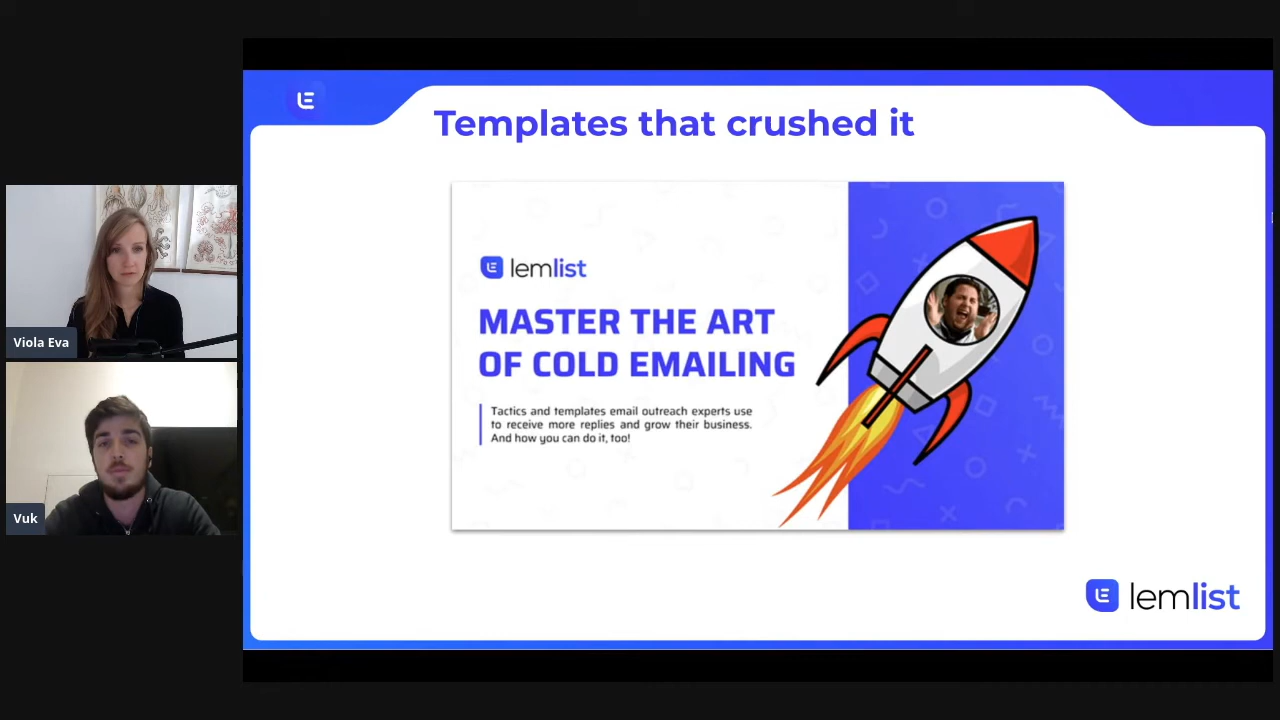 Templates that crushed it
lemlist
MASTER THE ART
OF COLD EMAILING
Tactics and templates email outreach experts use
to receive more replies and grow their business.
And how you can do it, too!
lemlist
Viola Eva
Vuk